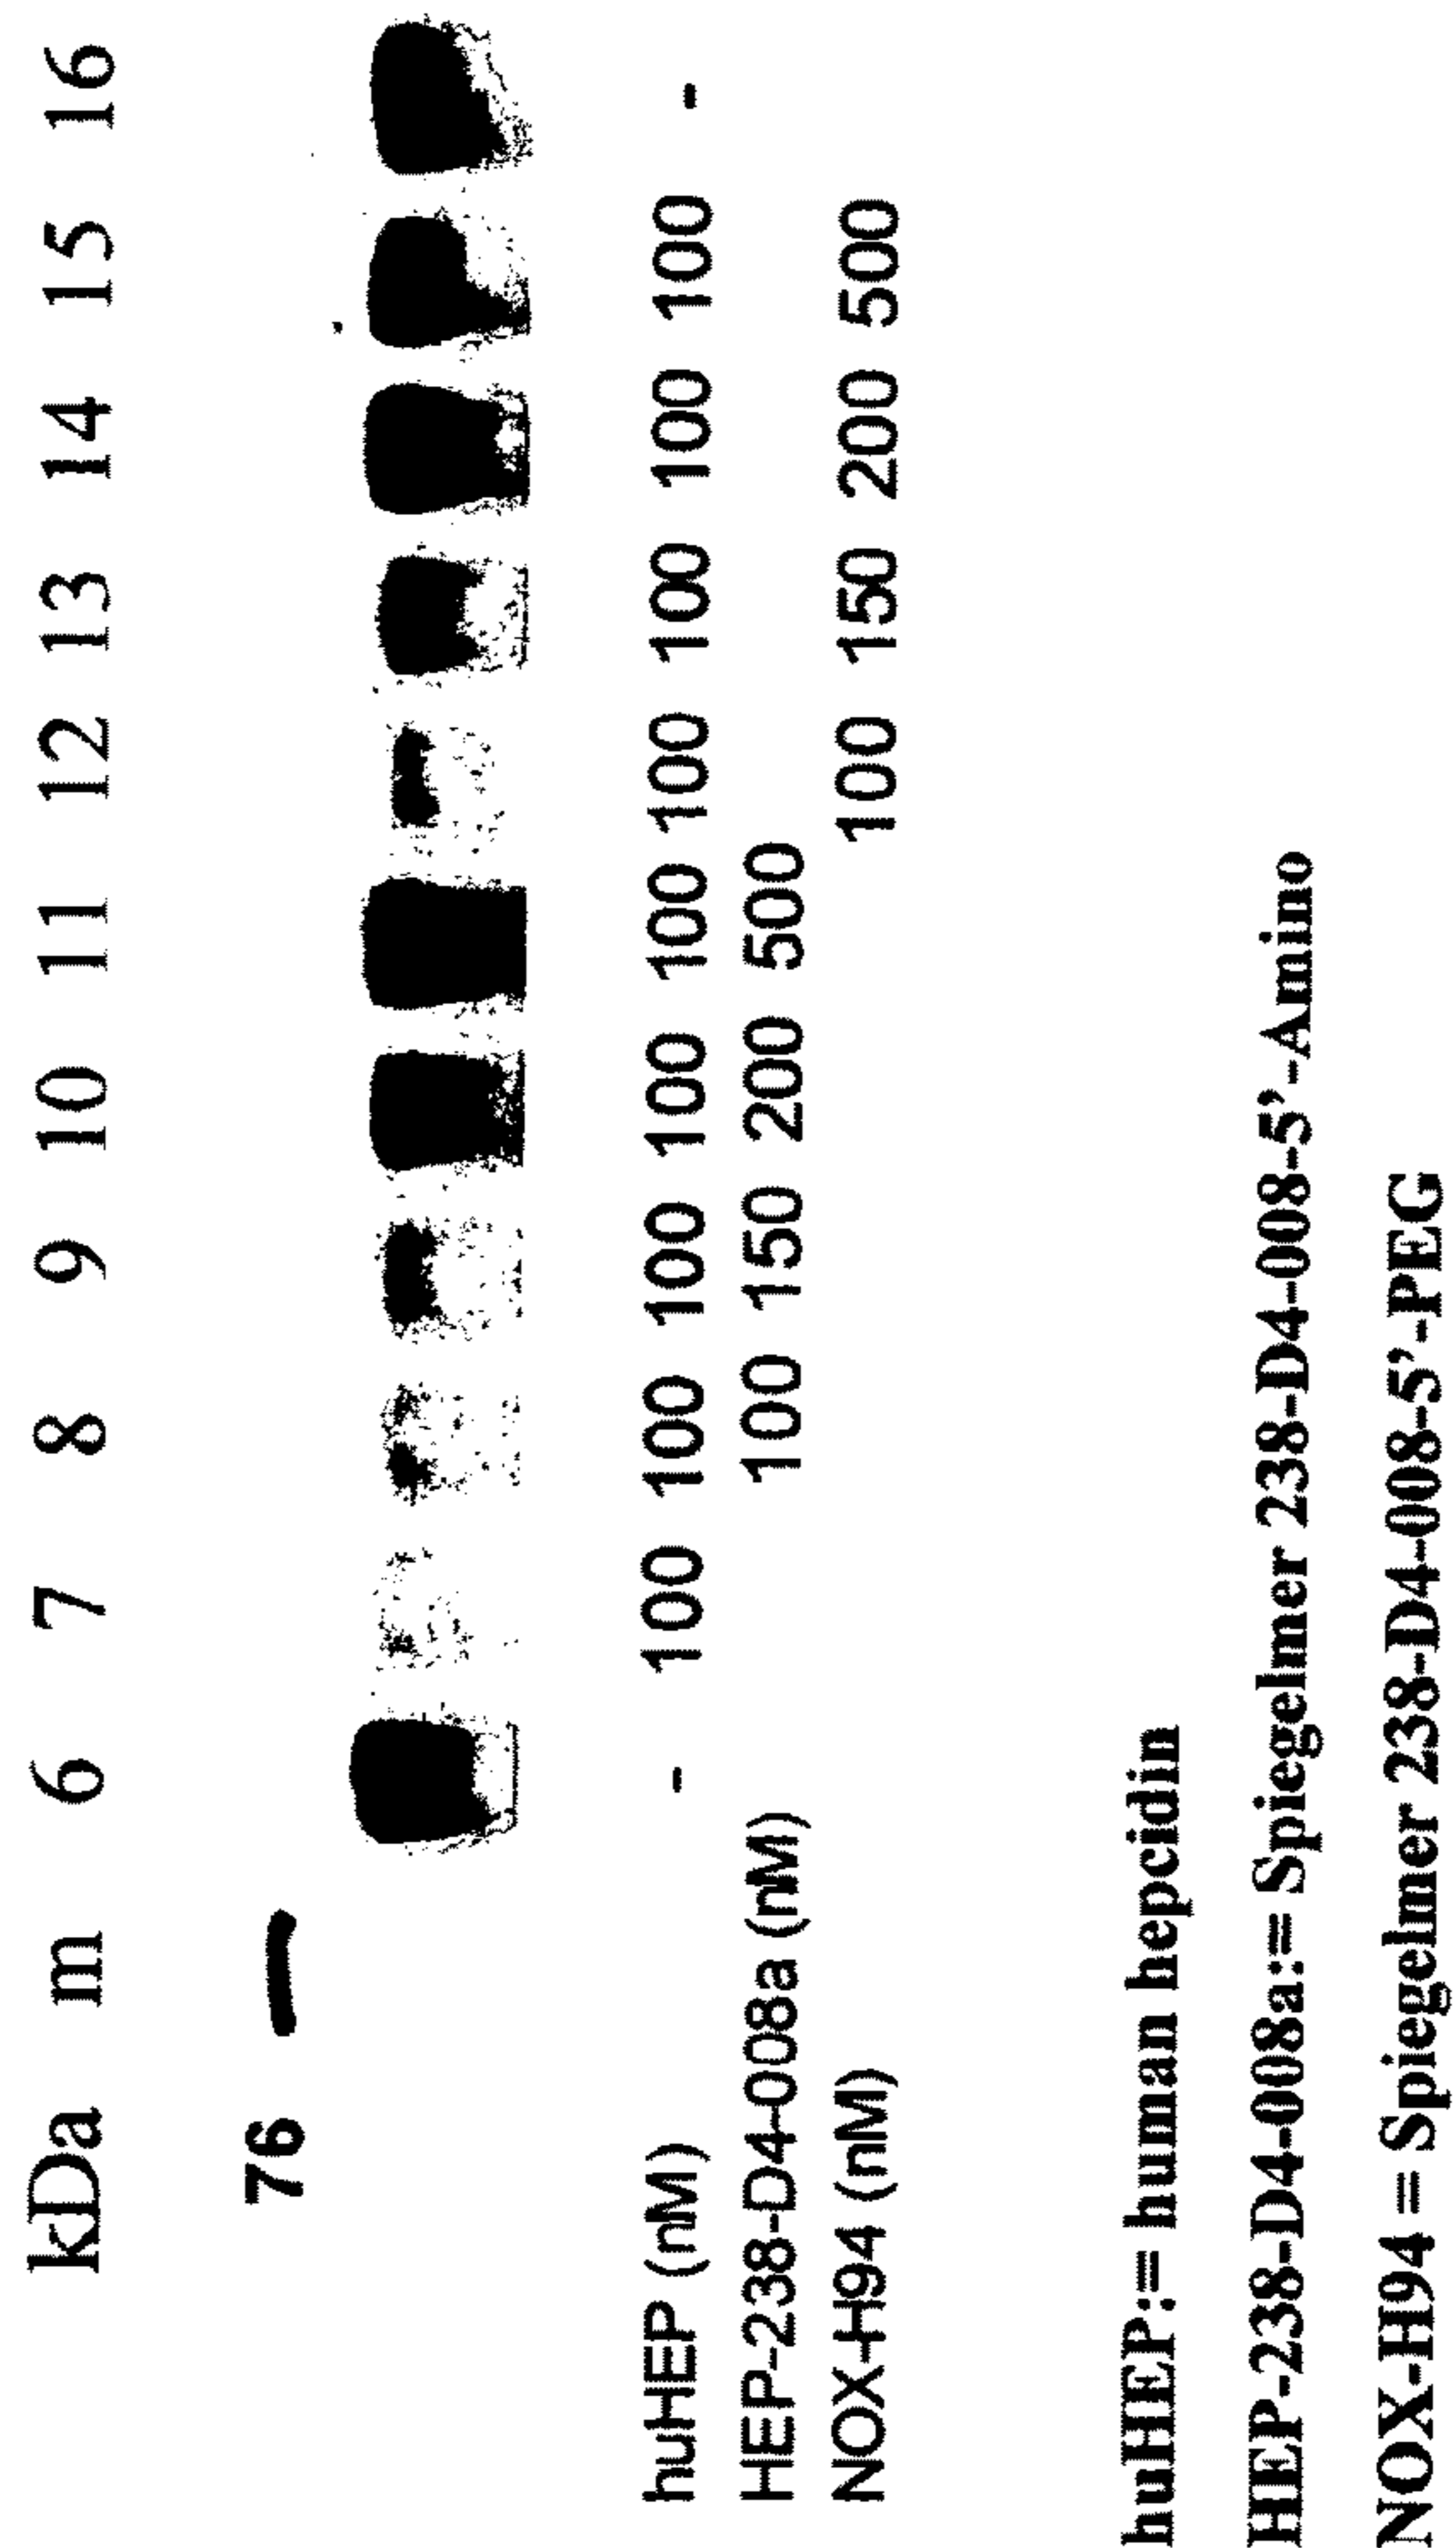 kDa m 6 7 8 9 10 11 12 13 14 15 16
76
huHEP (nM) - 100 100 100 100 100 100 100 100 100 -
HEP-238-D4-008a (nM) 100 150 200 500
NOX-H94 (nM) 100 150 200 500
huHEP:= human hepcidin
HEP-238-D4-008a:= Spiegelmer 238-D4-008-5’-Amino
NOX-H94 = Spiegelmer 238-D4-008-5’-PEG